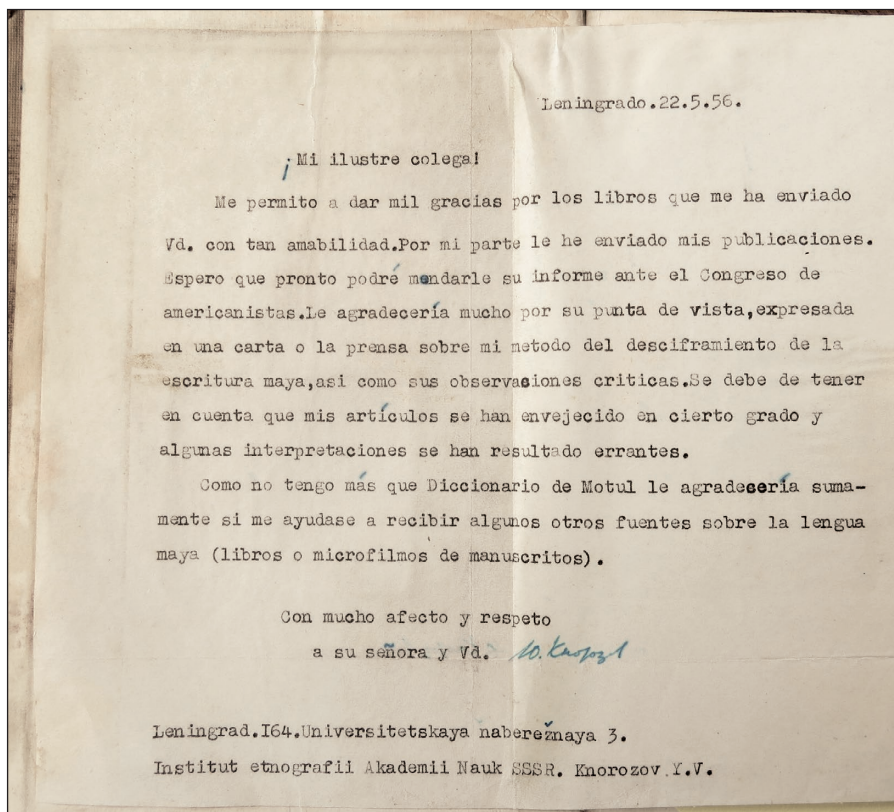 Leningrado.22.5.56.
¡Mi ilustre colega!
Me permito a dar mil gracias por los libros que me ha enviado
Vd. con tan amabilidad.Por mi parte le he enviado mis publicaciones.
Espero que pronto podré mandarle su informe ante el Congreso de
americanistas.Le agradecería mucho por su punta de vista,expresada
en una carta o la prensa sobre mi metodo del desciframiento de la
escritura maya,asi como sus observaciones criticas.Se debe de tener
en cuenta que mis artículos se han envejecido en cierto grado y
algunas interpretaciones se han resultado errantes.
Como no tengo más que Diccionario de Motul le agradecería suma-
mente si me ayudase a recibir algunos otros fuentes sobre la lengua
maya (libros o microfilmos de manuscritos).
Con mucho afecto y respeto
a su señora y Vd. Ю.Кнороз
Leningrad.I64.Universitetskaya naberežnaya 3.
Institut etnografii Akademii Nauk SSSR. Knorozov Y.V.